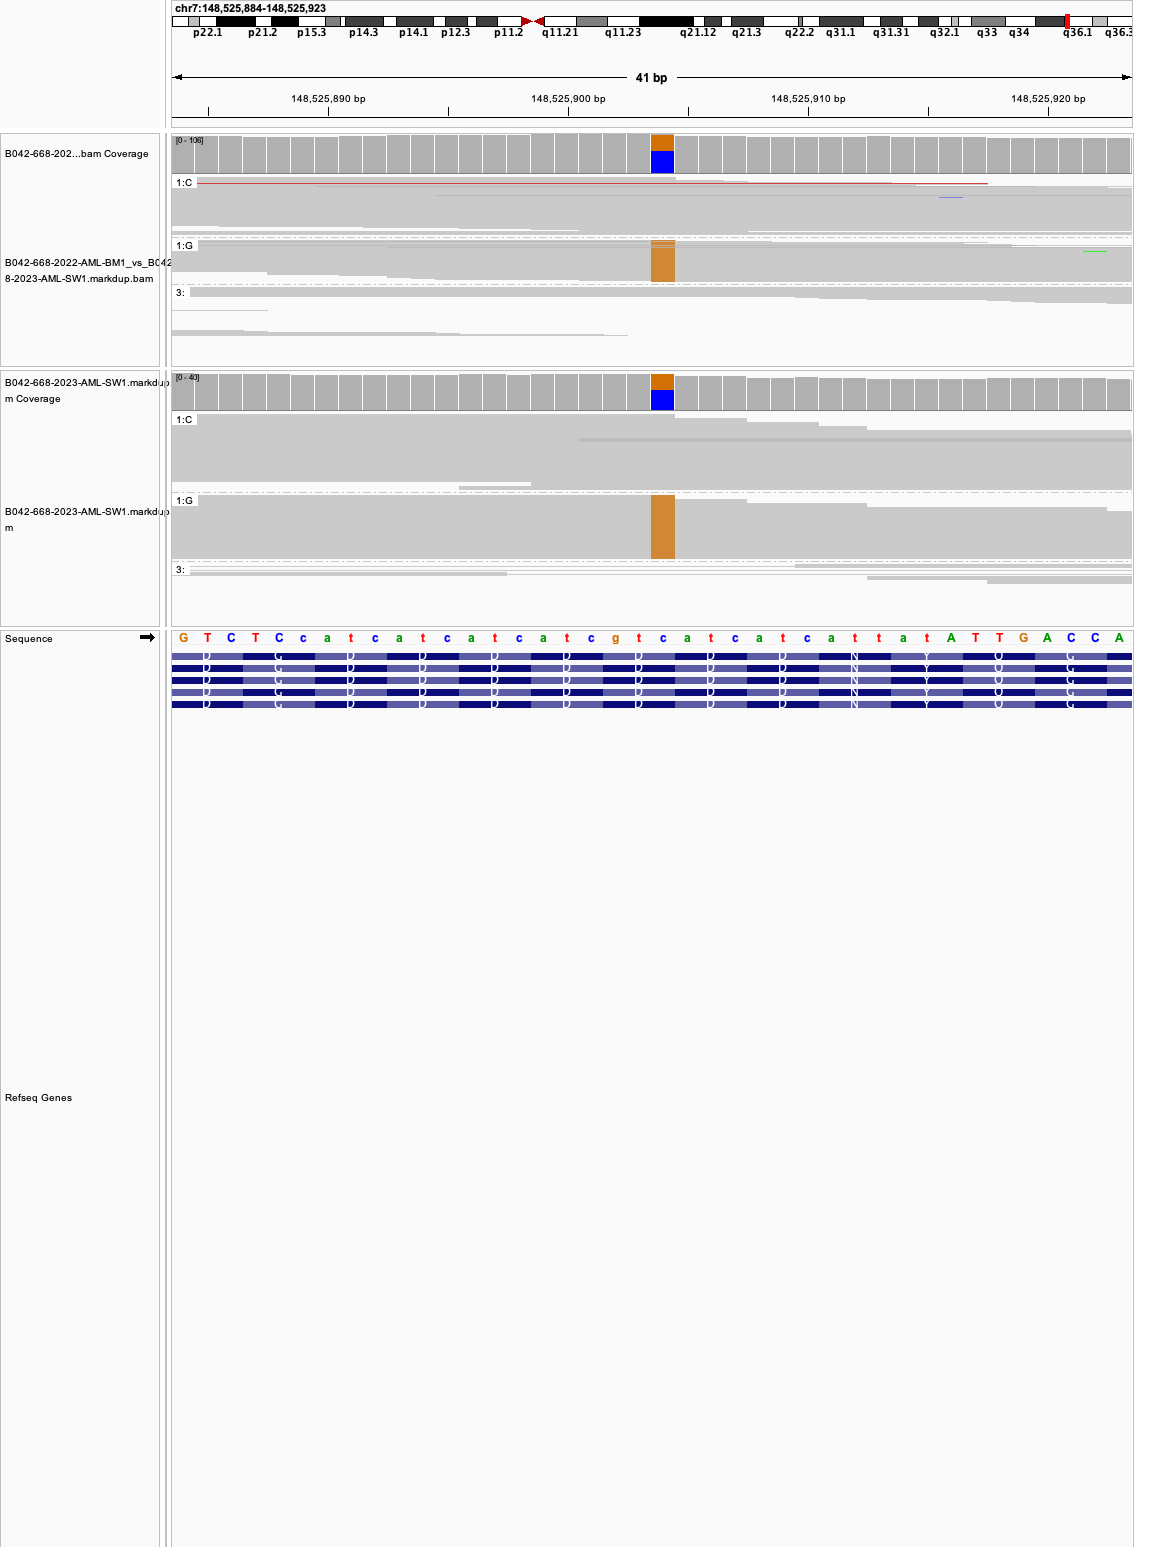 chr7:148,525,884-148,525,923
p22.1 p21.2 p15.3 p14.3 p14.1 p12.3 p11.2 q11.21 q11.23 q21.12 q21.3 q22.2 q31.1 q31.31 q32.1 q33 q34 q36.1 q36.3
41 bp
148,525,890 bp 148,525,900 bp 148,525,910 bp 148,525,920 bp
[0 - 106]
B042-668-202...bam Coverage
1:C
1:G
B042-668-2022-AML-BM1_vs_B042
8-2023-AML-SW1.markdup.bam
3:
[0 - 40]
B042-668-2023-AML-SW1.markdup
m Coverage
1:C
1:G
B042-668-2023-AML-SW1.markdup
m
3:
Sequence G T C T C c a t c a t c a t c a t c g t c a t c a t c a t t a t A T T G A C C A
D G D D D D D D D N Y Q G
D G D D D D D D D N Y Q G
D G D D D D D D D N Y Q G
D G D D D D D D D N Y Q G
D G D D D D D D D N Y Q G
Refseq Genes